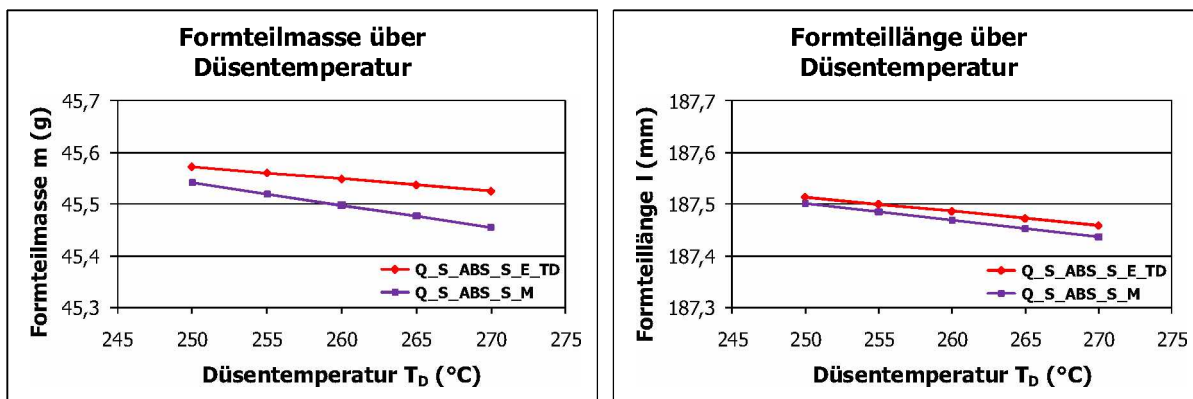 Formteilmasse über
Düsentemperatur
45,7
45,6
45,5
45,4
45,3
Formteilmasse m (g)
Q_S_ABS_S_E_TD
Q_S_ABS_S_M
245 250 255 260 265 270 275
Düsentemperatur T_D (°C)
Formteillänge über
Düsentemperatur
187,7
187,6
187,5
187,4
187,3
Formteillänge l (mm)
Q_S_ABS_S_E_TD
Q_S_ABS_S_M
245 250 255 260 265 270 275
Düsentemperatur T_D (°C)